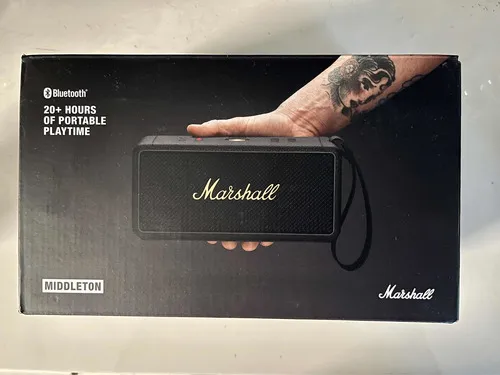 Bluetooth®
20+ HOURS
OF PORTABLE
PLAYTIME
Marshall
MIDDLETON
Marshall